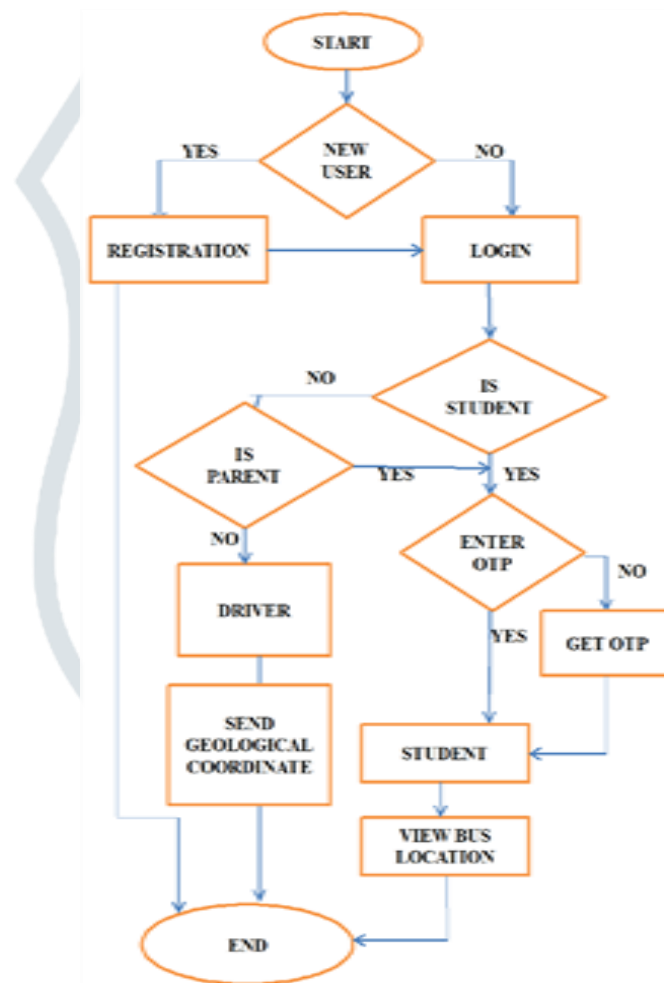 START
NEW
USER
YES
NO
REGISTRATION
LOGIN
IS
STUDENT
NO
IS
PARENT
YES
YES
NO
ENTER
OTP
NO
YES
DRIVER
GET OTP
SEND
GEOLOGICAL
COORDINATE
STUDENT
VIEW BUS
LOCATION
END